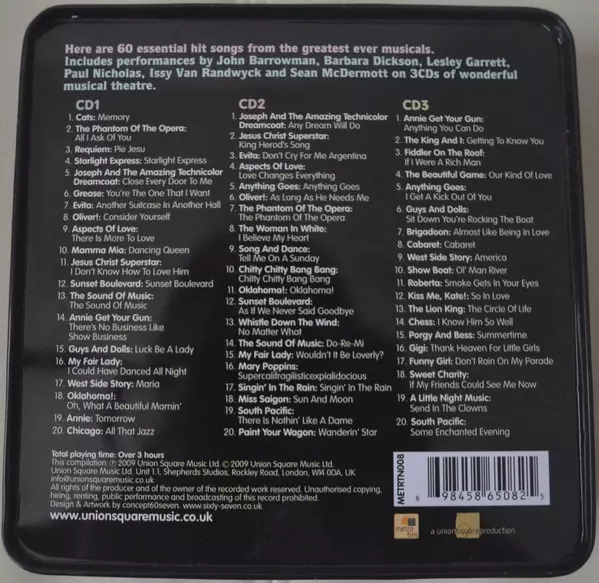 Here are 60 essential hit songs from the greatest ever musicals.
Includes performances by John Barrowman, Barbara Dickson, Lesley Garrett,
Paul Nicholas, Issy Van Randwyck and Sean McDermott on 3CDs of wonderful
musical theatre.
CD1
1. Cats: Memory
2. The Phantom Of The Opera:
All I Ask Of You
3. Requiem: Pie Jesu
4. Starlight Express: Starlight Express
5. Joseph And The Amazing Technicolor
Dreamcoat: Close Every Door To Me
6. Grease: You're The One That I Want
7. Evita: Another Suitcase In Another Hall
8. Oliver!: Consider Yourself
9. Aspects Of Love:
There Is More To Love
10. Mamma Mia: Dancing Queen
11. Jesus Christ Superstar:
I Don't Know How To Love Him
12. Sunset Boulevard: Sunset Boulevard
13. The Sound Of Music:
The Sound Of Music
14. Annie Get Your Gun:
There's No Business Like
Show Business
15. Guys And Dolls: Luck Be A Lady
16. My Fair Lady:
I Could Have Danced All Night
17. West Side Story: Maria
18. Oklahoma!:
Oh, What A Beautiful Mornin'
19. Annie: Tomorrow
20. Chicago: All That Jazz
CD2
1. Joseph And The Amazing Technicolor
Dreamcoat: Any Dream Will Do
2. Jesus Christ Superstar:
King Herod's Song
3. Evita: Don't Cry For Me Argentina
4. Aspects Of Love:
Love Changes Everything
5. Anything Goes: Anything Goes
6. Oliver!: As Long As He Needs Me
7. The Phantom Of The Opera:
The Phantom Of The Opera
8. The Woman In White:
I Believe My Heart
9. Song And Dance:
Tell Me On A Sunday
10. Chitty Chitty Bang Bang:
Chitty Chitty Bang Bang
11. Oklahoma!: Oklahoma!
12. Sunset Boulevard:
As If We Never Said Goodbye
13. Whistle Down The Wind:
No Matter What
14. The Sound Of Music: Do-Re-Mi
15. My Fair Lady: Wouldn't It Be Loverly?
16. Mary Poppins:
Supercalifragilisticexpialidocious
17. Singin' In The Rain: Singin' In The Rain
18. Miss Saigon: Sun And Moon
19. South Pacific:
There Is Nothin' Like A Dame
20. Paint Your Wagon: Wanderin' Star
CD3
1. Annie Get Your Gun:
Anything You Can Do
2. The King And I: Getting To Know You
3. Fiddler On The Roof:
If I Were A Rich Man
4. The Beautiful Game: Our Kind Of Love
5. Anything Goes:
I Get A Kick Out Of You
6. Guys And Dolls:
Sit Down You're Rocking The Boat
7. Brigadoon: Almost Like Being In Love
8. Cabaret: Cabaret
9. West Side Story: America
10. Show Boat: Ol' Man River
11. Roberta: Smoke Gets In Your Eyes
12. Kiss Me, Kate!: So In Love
13. The Lion King: The Circle Of Life
14. Chess: I Know Him So Well
15. Porgy And Bess: Summertime
16. Gigi: Thank Heaven For Little Girls
17. Funny Girl: Don't Rain On My Parade
18. Sweet Charity:
If My Friends Could See Me Now
19. A Little Night Music:
Send In The Clowns
20. South Pacific:
Some Enchanted Evening
Total playing time: Over 3 hours
This compilation: ℗ 2009 Union Square Music Ltd. © 2009 Union Square Music Ltd.
Union Square Music Ltd. Unit 1.1, Shepherds Studios, Rockley Road, London, W14 0DA, UK
info@unionsquaremusic.co.uk
All rights of the producer and of the owner of the recorded work reserved. Unauthorised copying,
hiring, renting, public performance and broadcasting of this record prohibited.
Design & Artwork by concept60seven. www.sixty-seven.co.uk
www.unionsquaremusic.co.uk
METRTN008
6 98458 65082 5
metro
tins
a unionsquareproduction